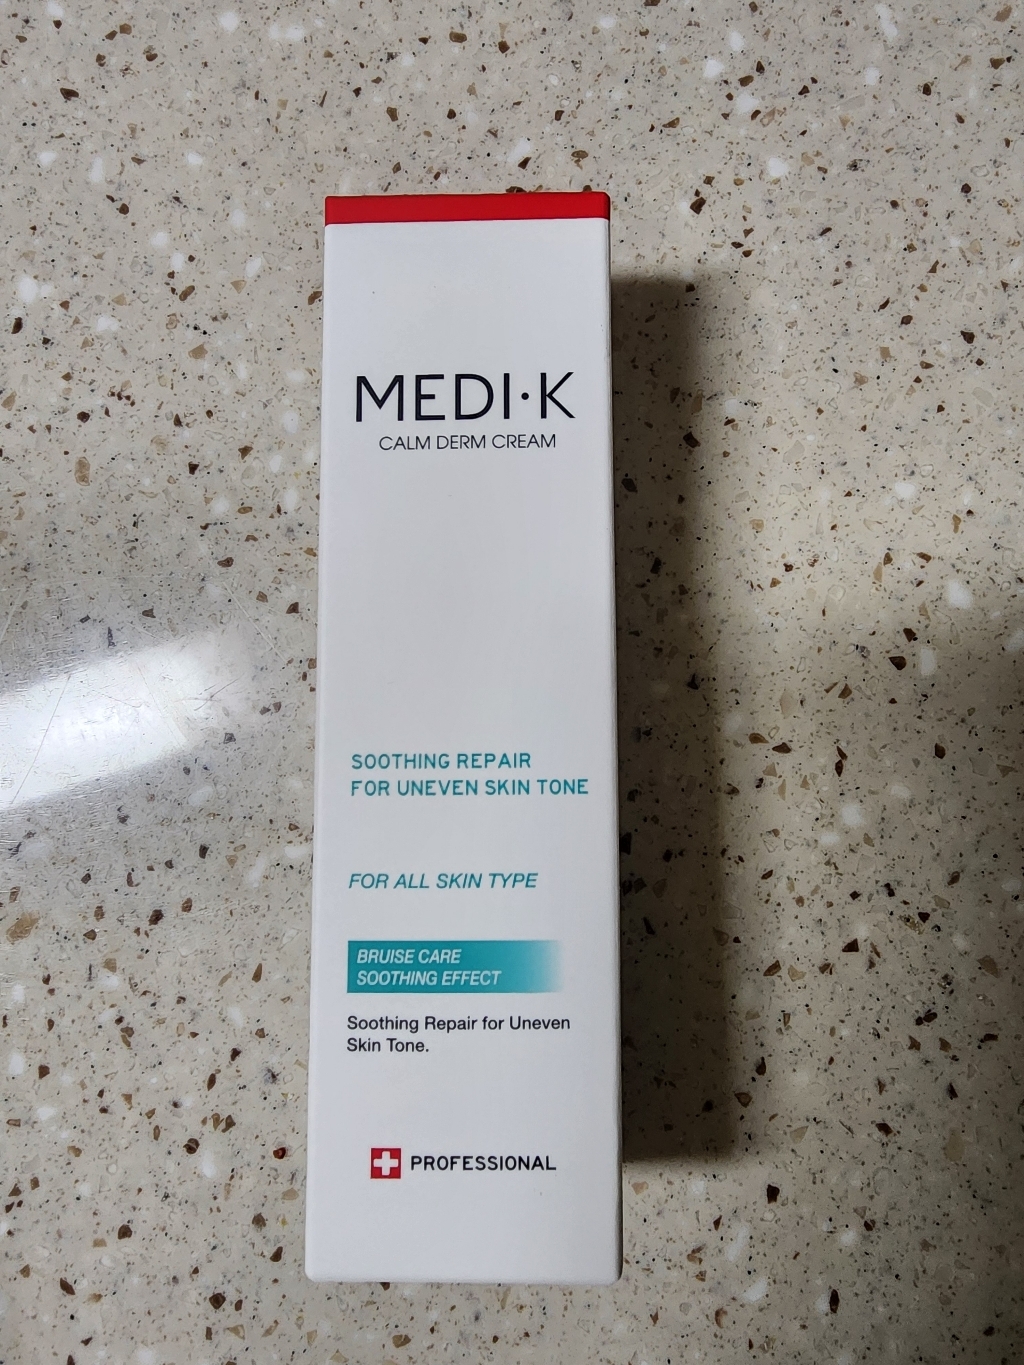 MEDI·K
CALM DERM CREAM
SOOTHING REPAIR
FOR UNEVEN SKIN TONE
FOR ALL SKIN TYPE
BRUISE CARE
SOOTHING EFFECT
Soothing Repair for Uneven
Skin Tone.
PROFESSIONAL